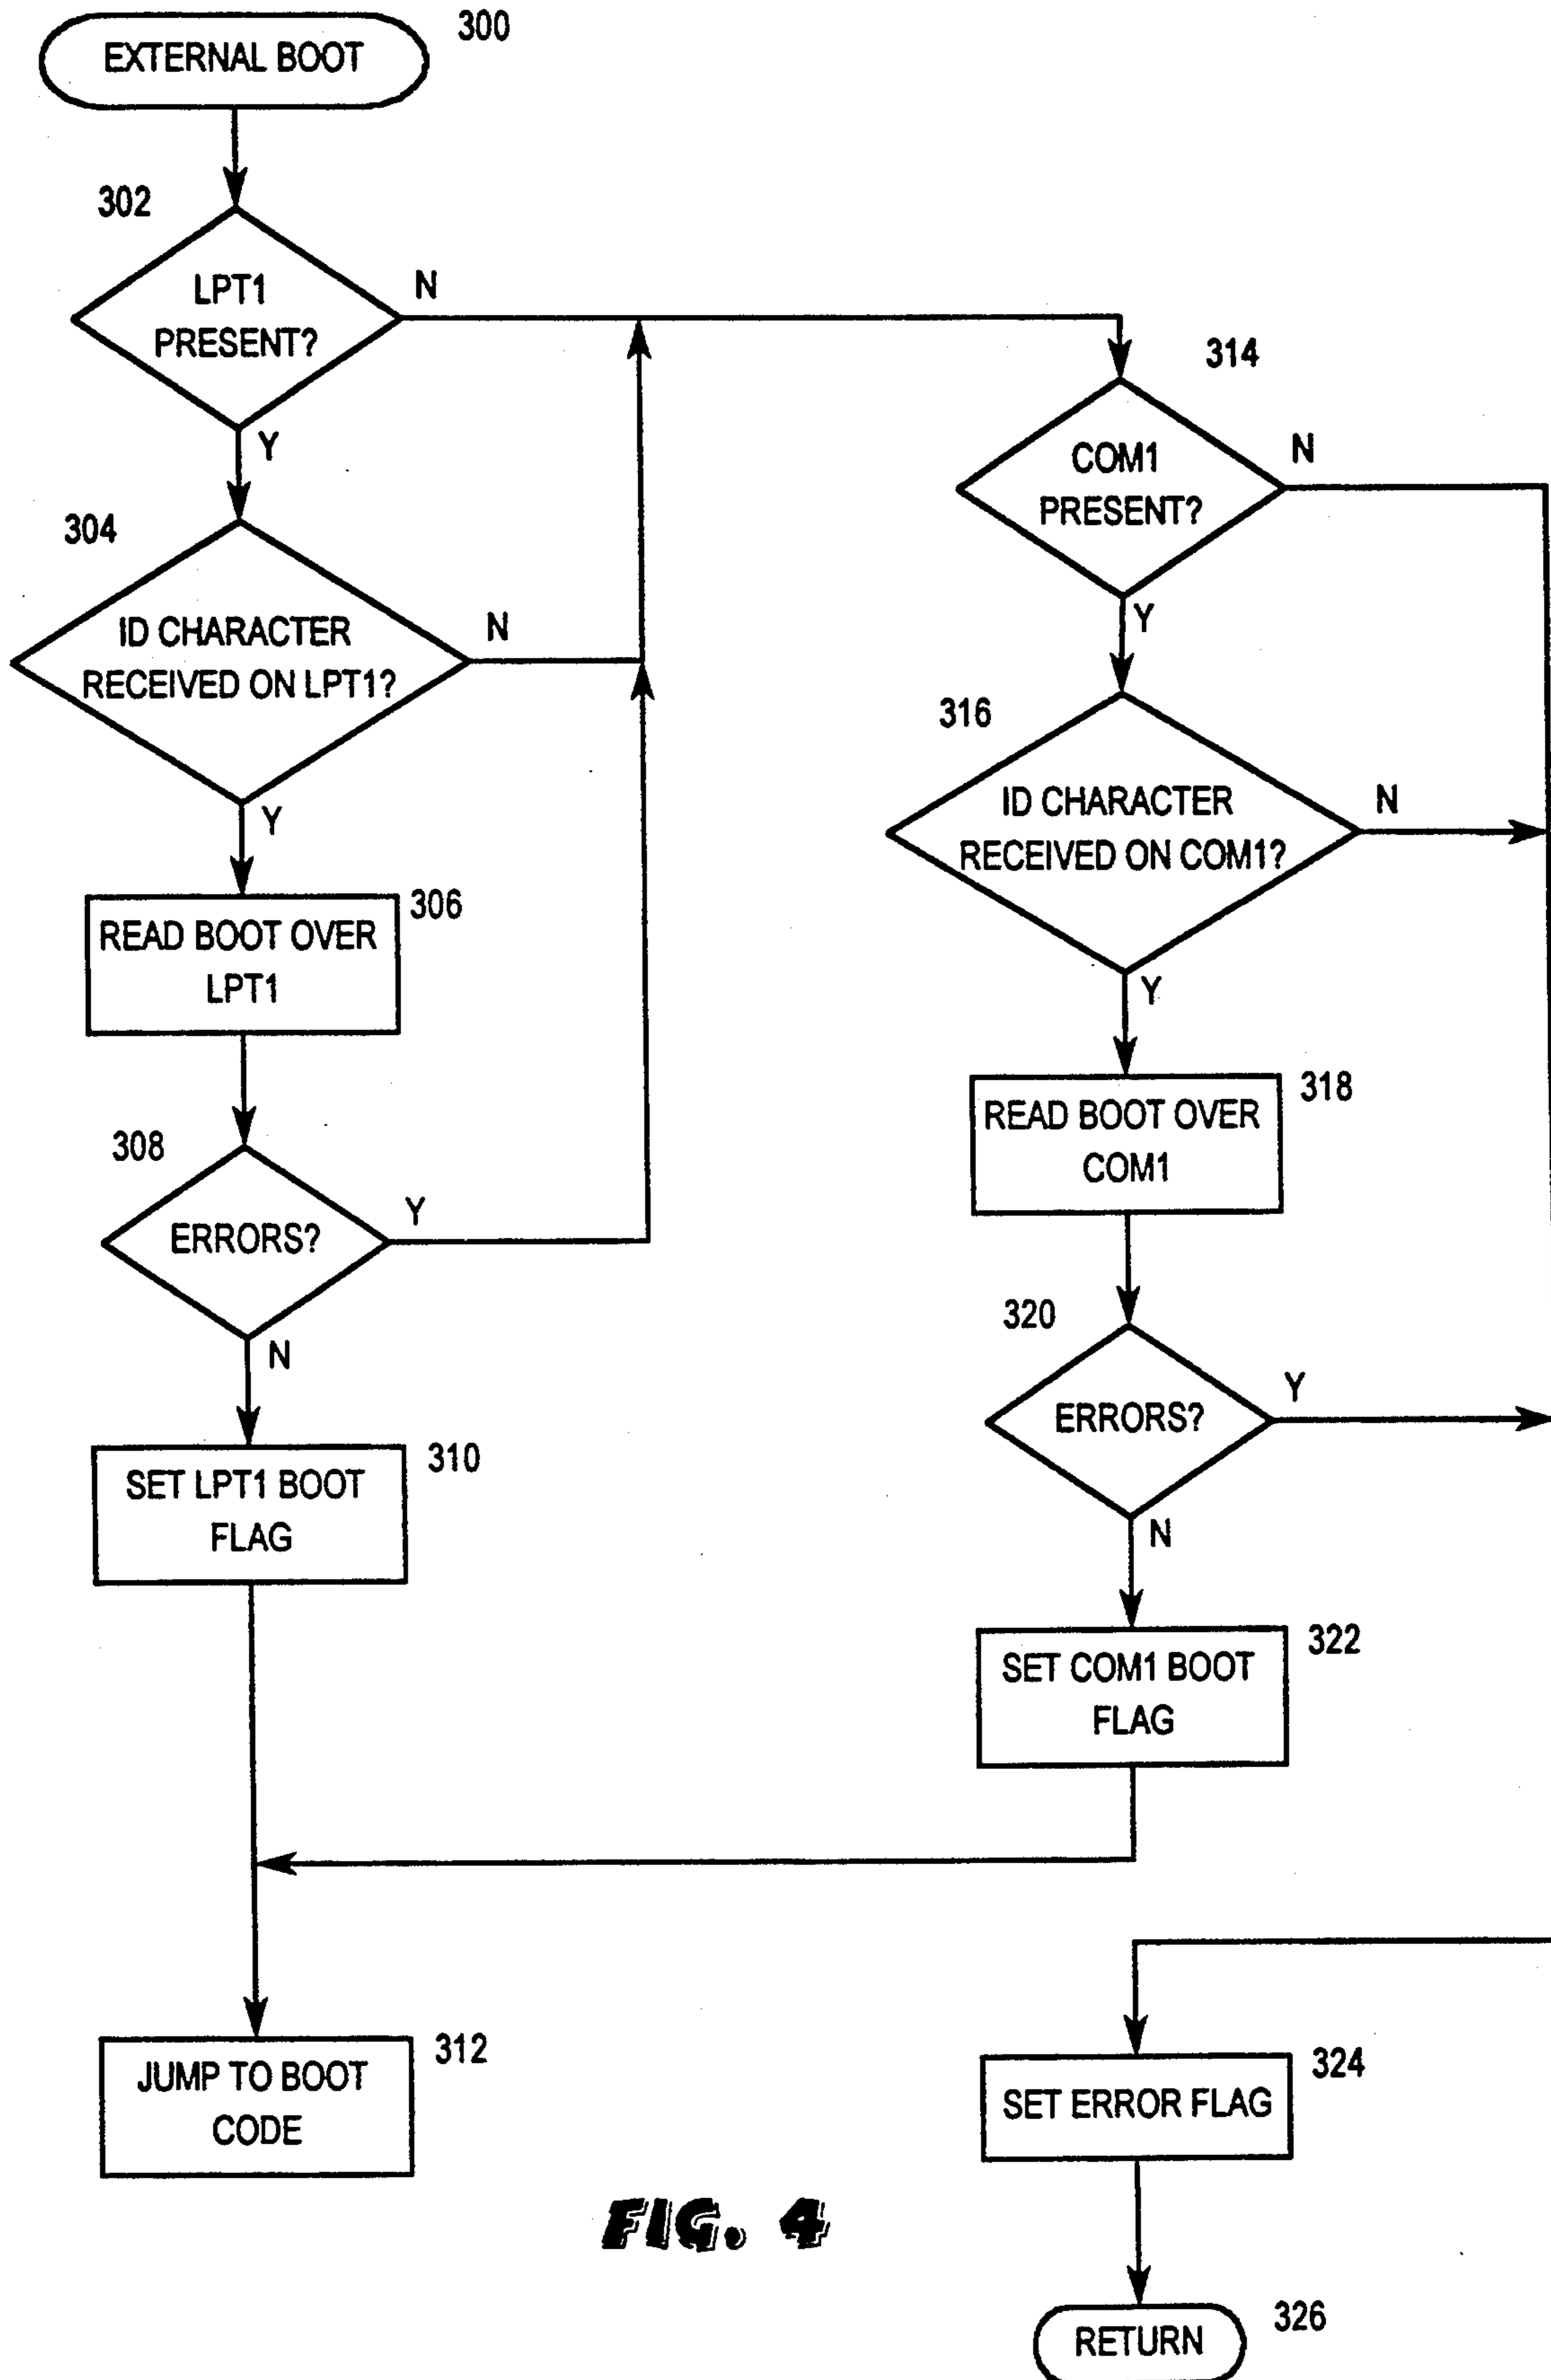 EXTERNAL BOOT
300
302
LPT1
PRESENT?
N
Y
304
ID CHARACTER
RECEIVED ON LPT1?
N
Y
306
READ BOOT OVER
LPT1
308
ERRORS?
Y
N
310
SET LPT1 BOOT
FLAG
312
JUMP TO BOOT
CODE
314
COM1
PRESENT?
N
Y
316
ID CHARACTER
RECEIVED ON COM1?
N
Y
318
READ BOOT OVER
COM1
320
ERRORS?
Y
N
322
SET COM1 BOOT
FLAG
324
SET ERROR FLAG
326
RETURN
FIG. 4